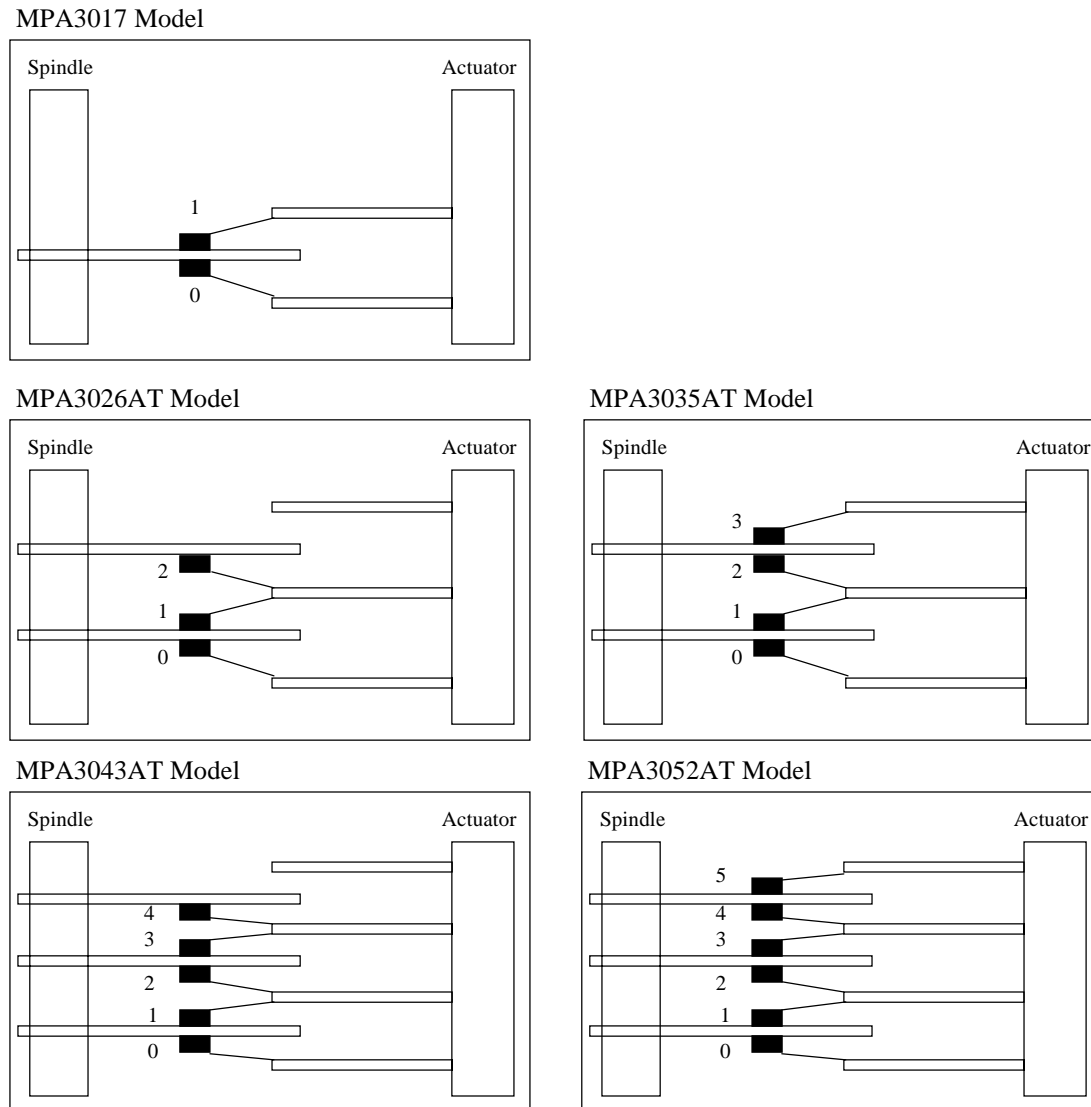 MPA3017 Model
Spindle
Actuator
1
0
MPA3026AT Model
Spindle
Actuator
2
1
0
MPA3035AT Model
Spindle
Actuator
3
2
1
0
MPA3043AT Model
Spindle
Actuator
4
3
2
1
0
MPA3052AT Model
Spindle
Actuator
5
4
3
2
1
0